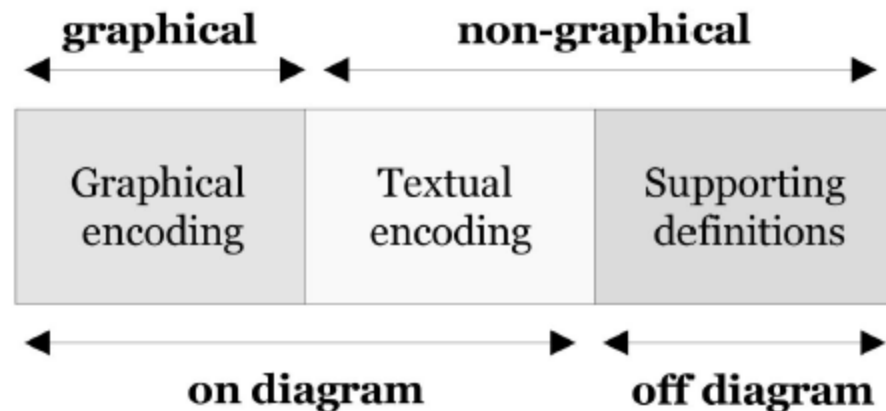 graphical non-graphical
Graphical Textual Supporting
encoding encoding definitions
on diagram off diagram